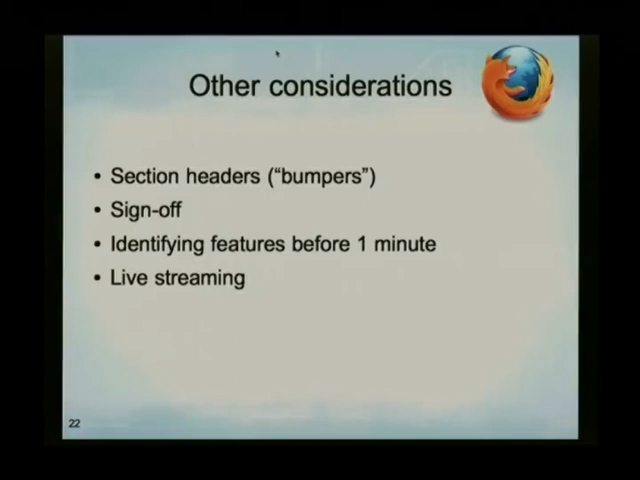 Other considerations
• Section headers (“bumpers”)
• Sign-off
• Identifying features before 1 minute
• Live streaming
22